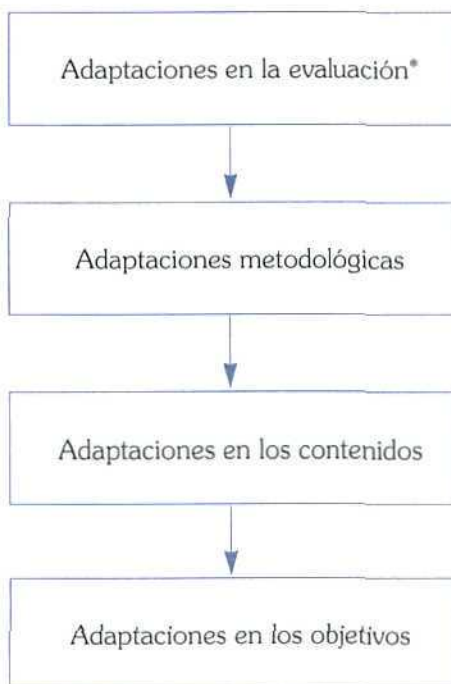 Adaptaciones en la evaluación*
Adaptaciones metodológicas
Adaptaciones en los contenidos
Adaptaciones en los objetivos